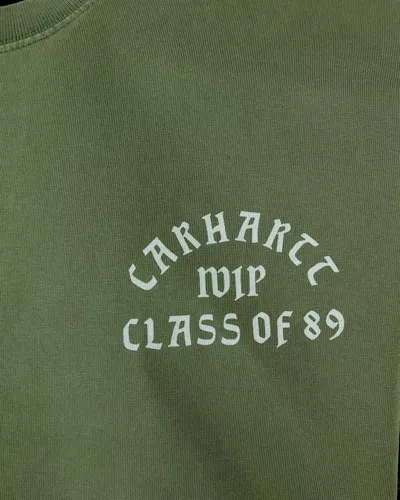 CARHARTT
WIP
CLASS OF 89